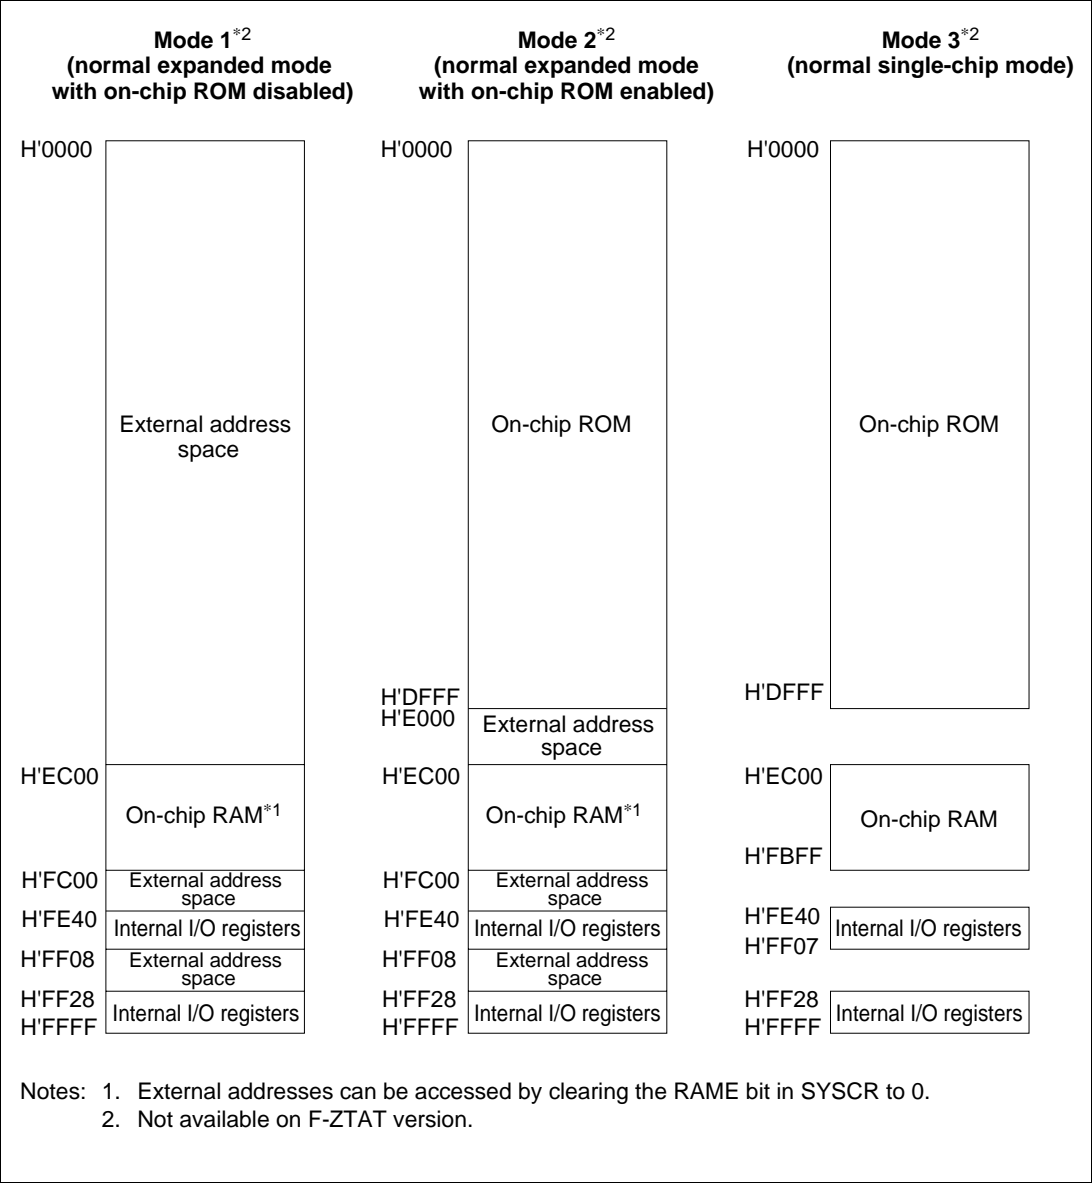 Mode 1*2
(normal expanded mode
with on-chip ROM disabled)
Mode 2*2
(normal expanded mode
with on-chip ROM enabled)
Mode 3*2
(normal single-chip mode)
H'0000
External address
space
H'EC00
On-chip RAM*1
H'FC00
External address
space
H'FE40
Internal I/O registers
H'FF08
External address
space
H'FF28
Internal I/O registers
H'FFFF
H'0000
On-chip ROM
H'DFFF
H'E000
External address
space
H'EC00
On-chip RAM*1
H'FC00
External address
space
H'FE40
Internal I/O registers
H'FF08
External address
space
H'FF28
Internal I/O registers
H'FFFF
H'0000
On-chip ROM
H'DFFF
H'EC00
On-chip RAM
H'FBFF
H'FE40
Internal I/O registers
H'FF07
H'FF28
Internal I/O registers
H'FFFF
Notes: 1. External addresses can be accessed by clearing the RAME bit in SYSCR to 0.
2. Not available on F-ZTAT version.